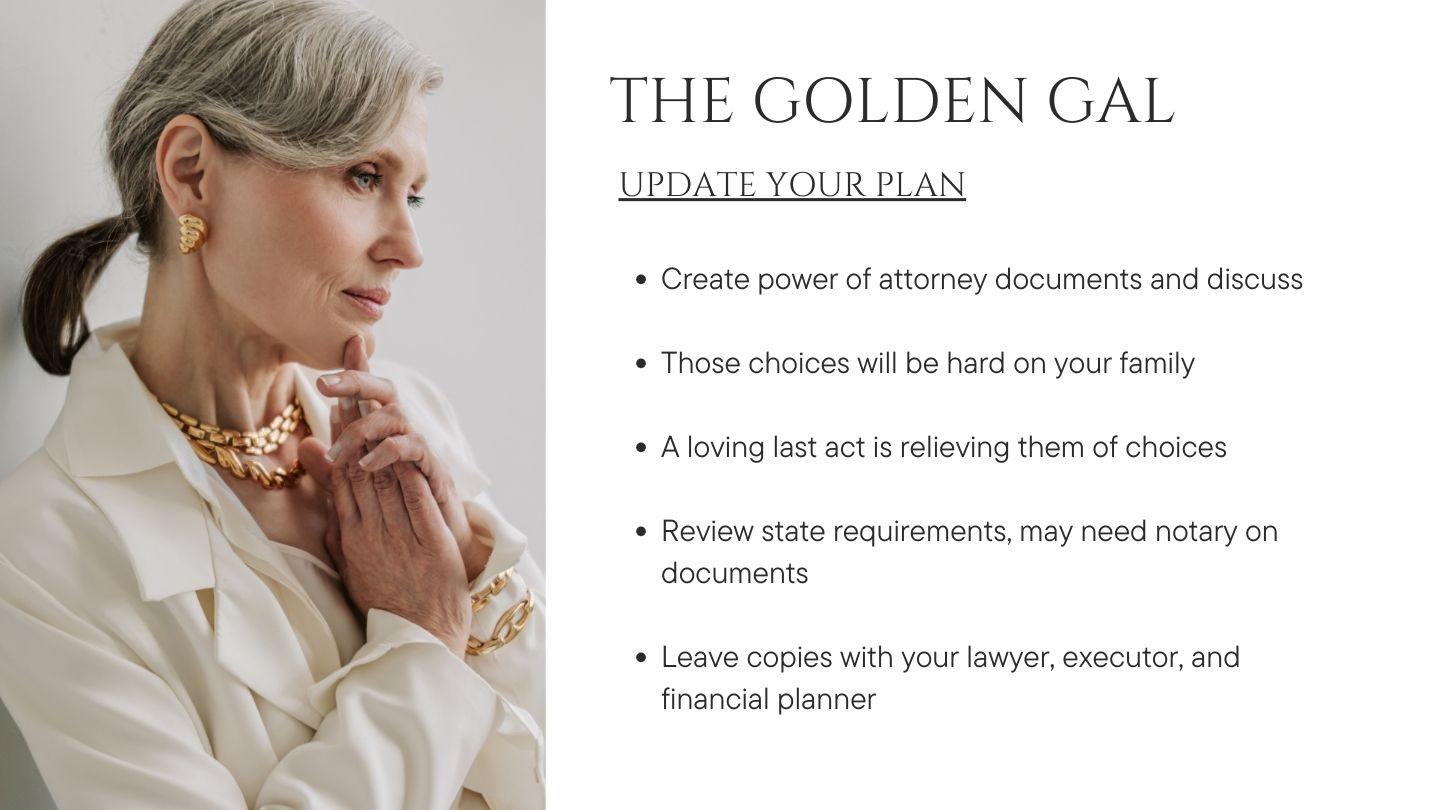 THE GOLDEN GAL
UPDATE YOUR PLAN
• Create power of attorney documents and discuss
• Those choices will be hard on your family
• A loving last act is relieving them of choices
• Review state requirements, may need notary on
documents
• Leave copies with your lawyer, executor, and
financial planner